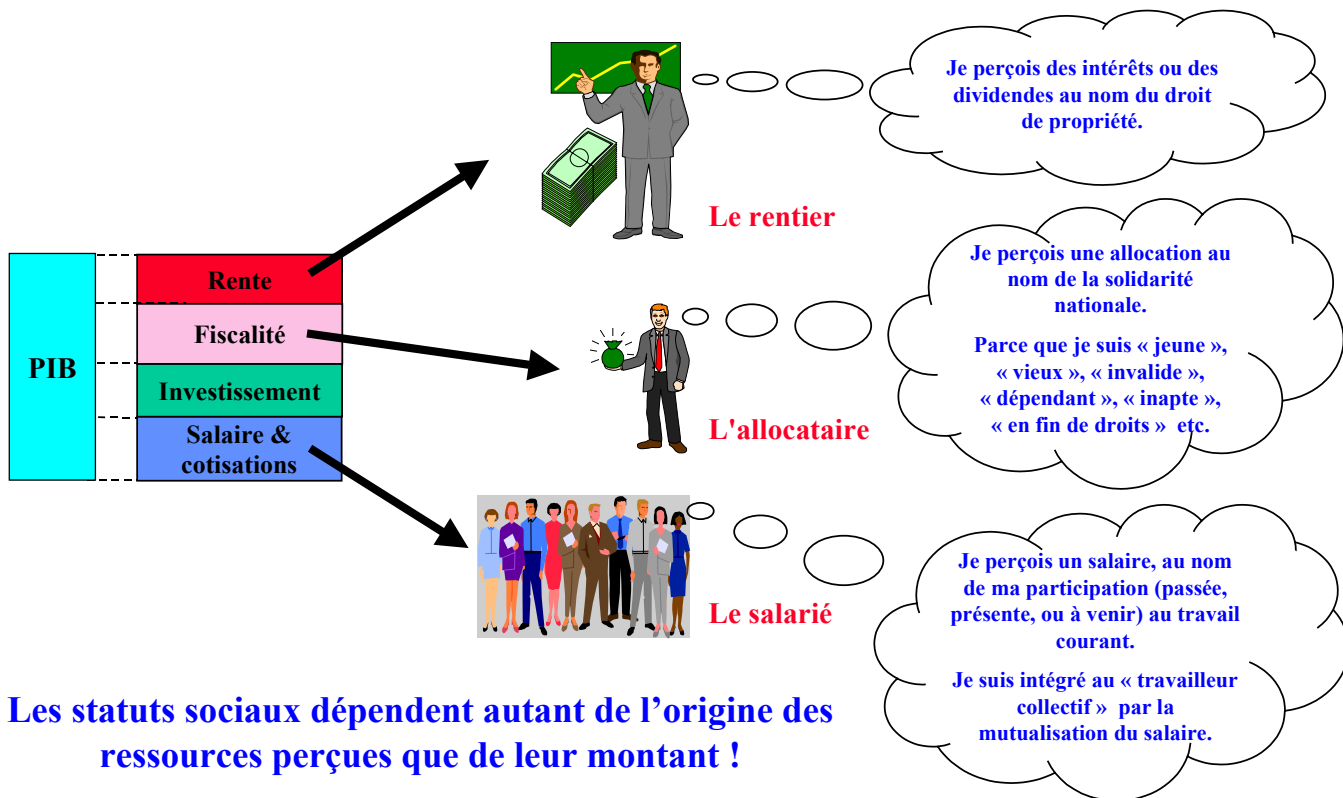 Je perçois des intérêts ou des
dividendes au nom du droit
de propriété.
Le rentier
Je perçois une allocation au
nom de la solidarité
nationale.
Parce que je suis « jeune »,
« vieux », « invalide »,
« dépendant », « inapte »,
« en fin de droits » etc.
L'allocataire
PIB
Rente
Fiscalité
Investissement
Salaire &
cotisations
Le salarié
Je perçois un salaire, au nom
de ma participation (passée,
présente, ou à venir) au travail
courant.
Je suis intégré au « travailleur
collectif » par la
mutualisation du salaire.
Les statuts sociaux dépendent autant de l’origine des
ressources perçues que de leur montant !